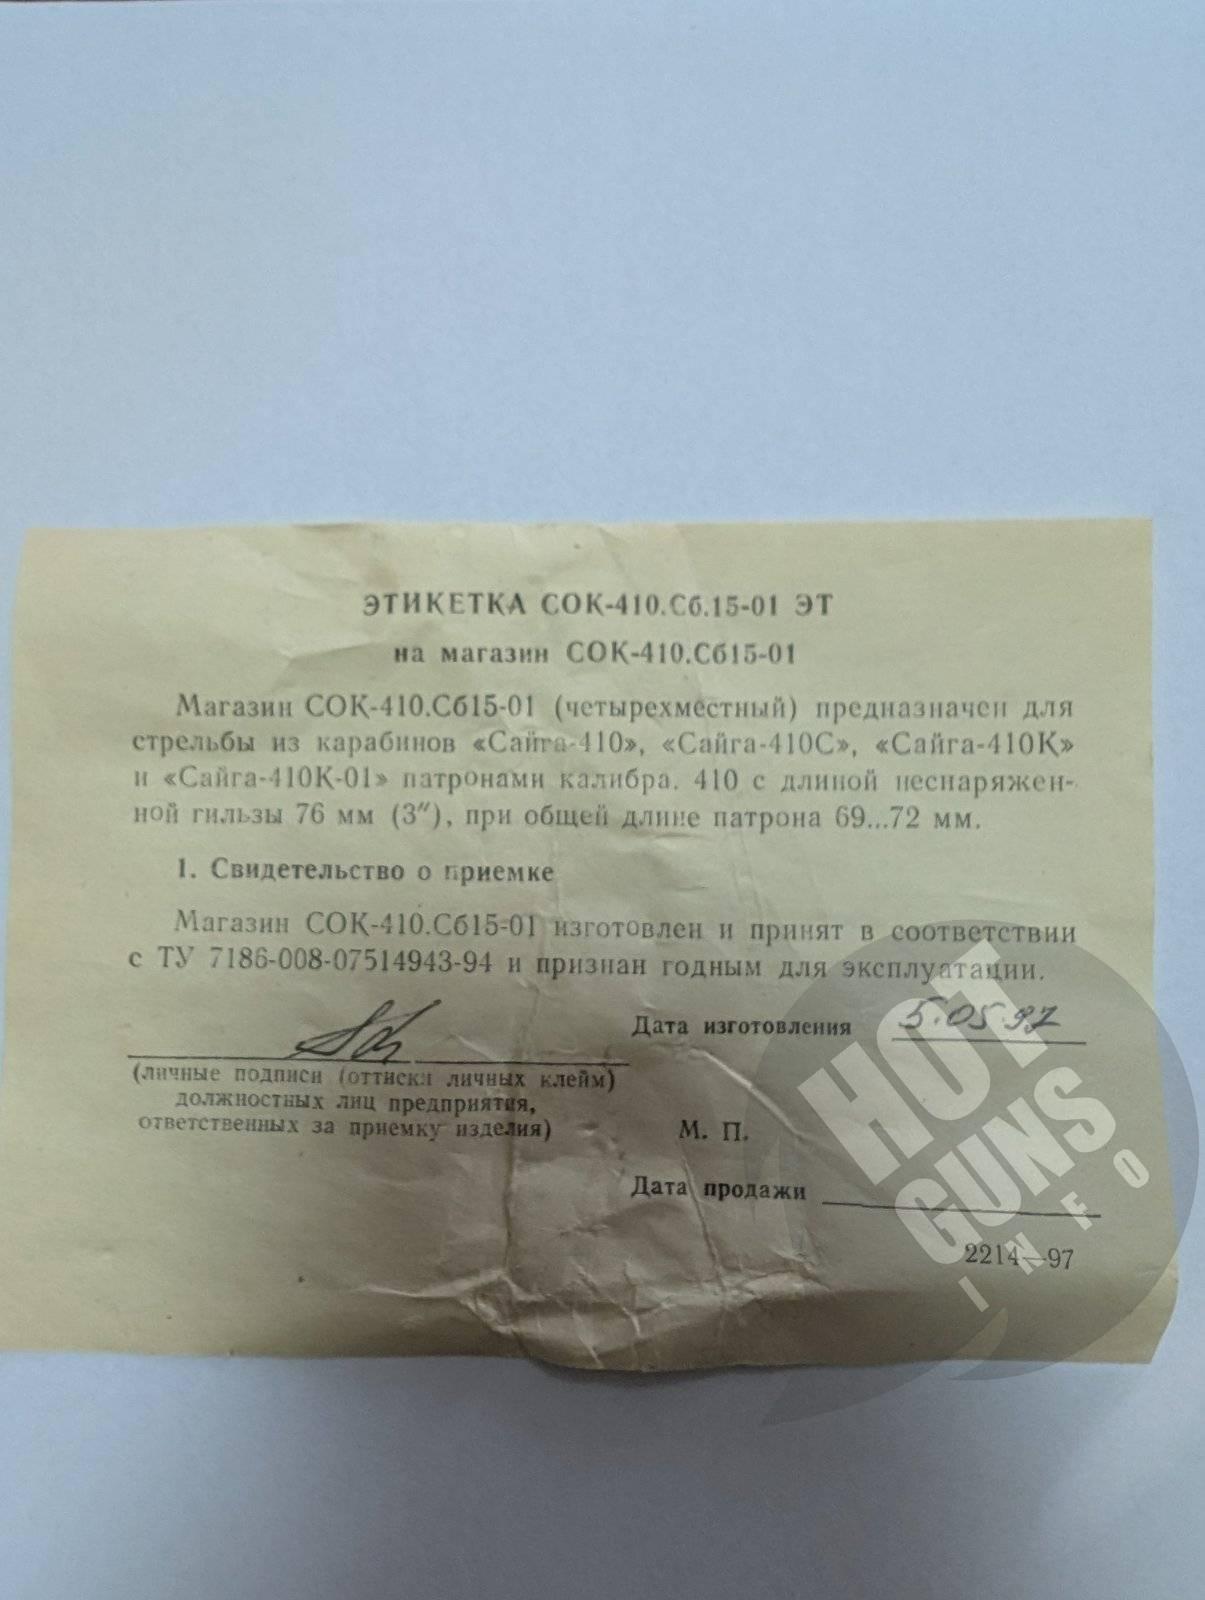 ЭТИКЕТКА СОК-410.Сб.15-01 ЭТ
на магазин СОК-410.Сб15-01
Магазин СОК-410.Сб15-01 (четырехместный) предназначен для
стрельбы из карабинов «Сайга-410», «Сайга-410С», «Сайга-410К»
и «Сайга-410К-01» патронами калибра. 410 с длиной неснаряжен-
ной гильзы 76 мм (3″), при общей длине патрона 69...72 мм.
1. Свидетельство о приемке
Магазин СОК-410.Сб15-01 изготовлен и принят в соответствии
с ТУ 7186-008-07514943-94 и признан годным для эксплуатации.
Дата изготовления 5.05.97
(личные подписи (оттиски личных клейм)
должностных лиц предприятия,
ответственных за приемку изделия)
М. П.
Дата продажи
2214—97
HOT
GUNS
INFO